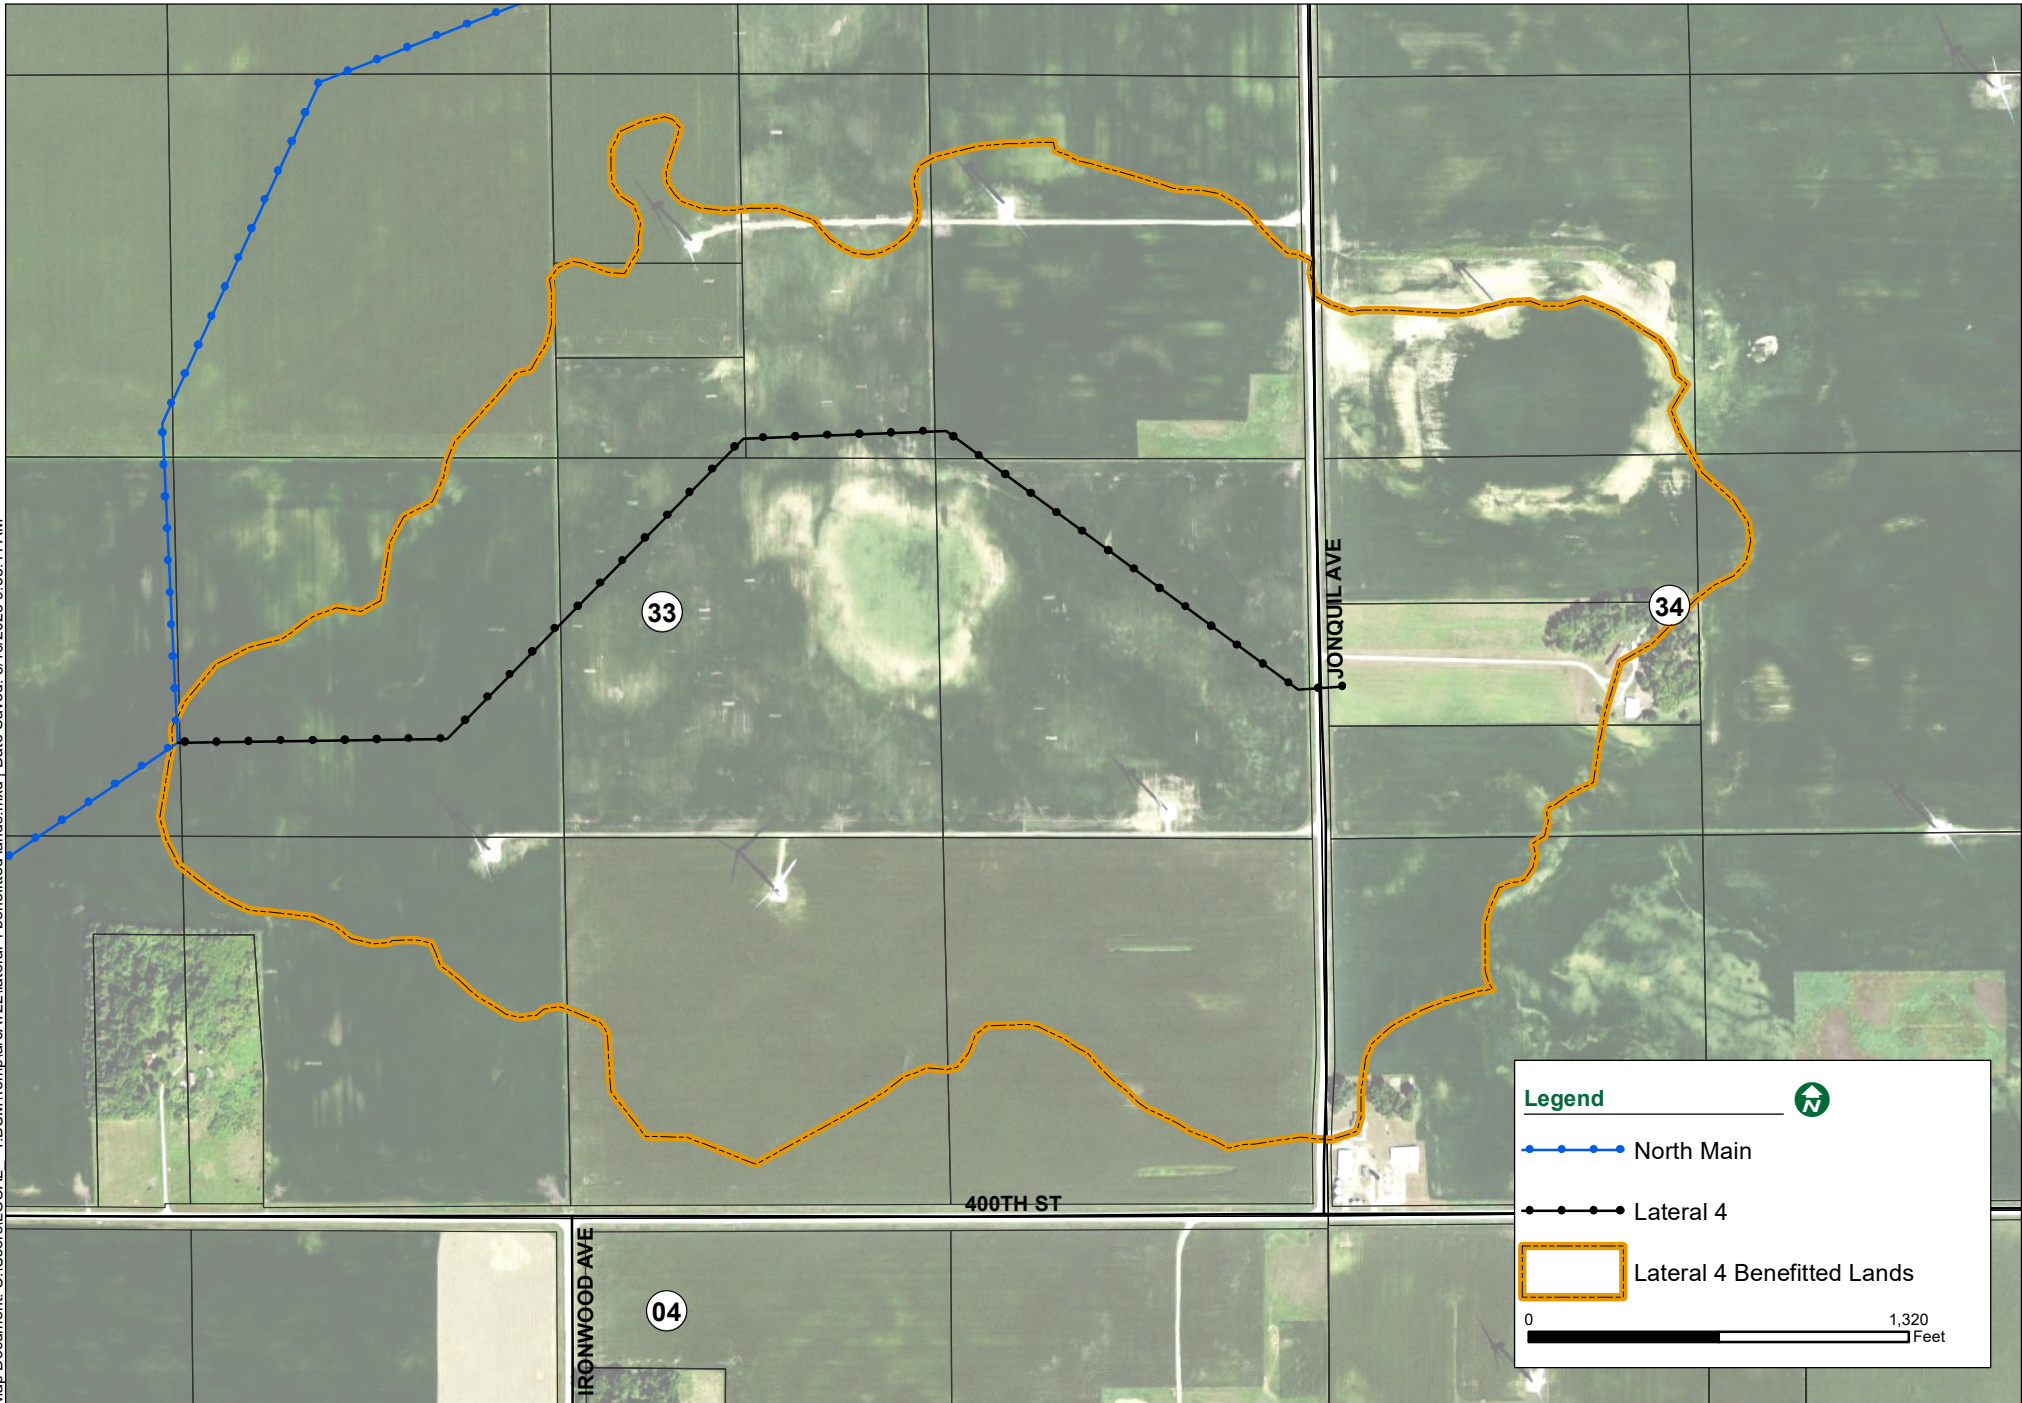 33
34
JONQUIL AVE
400TH ST
IRONWOOD AVE
04
Legend
N
North Main
Lateral 4
Lateral 4 Benefitted Lands
0 1,320
Feet